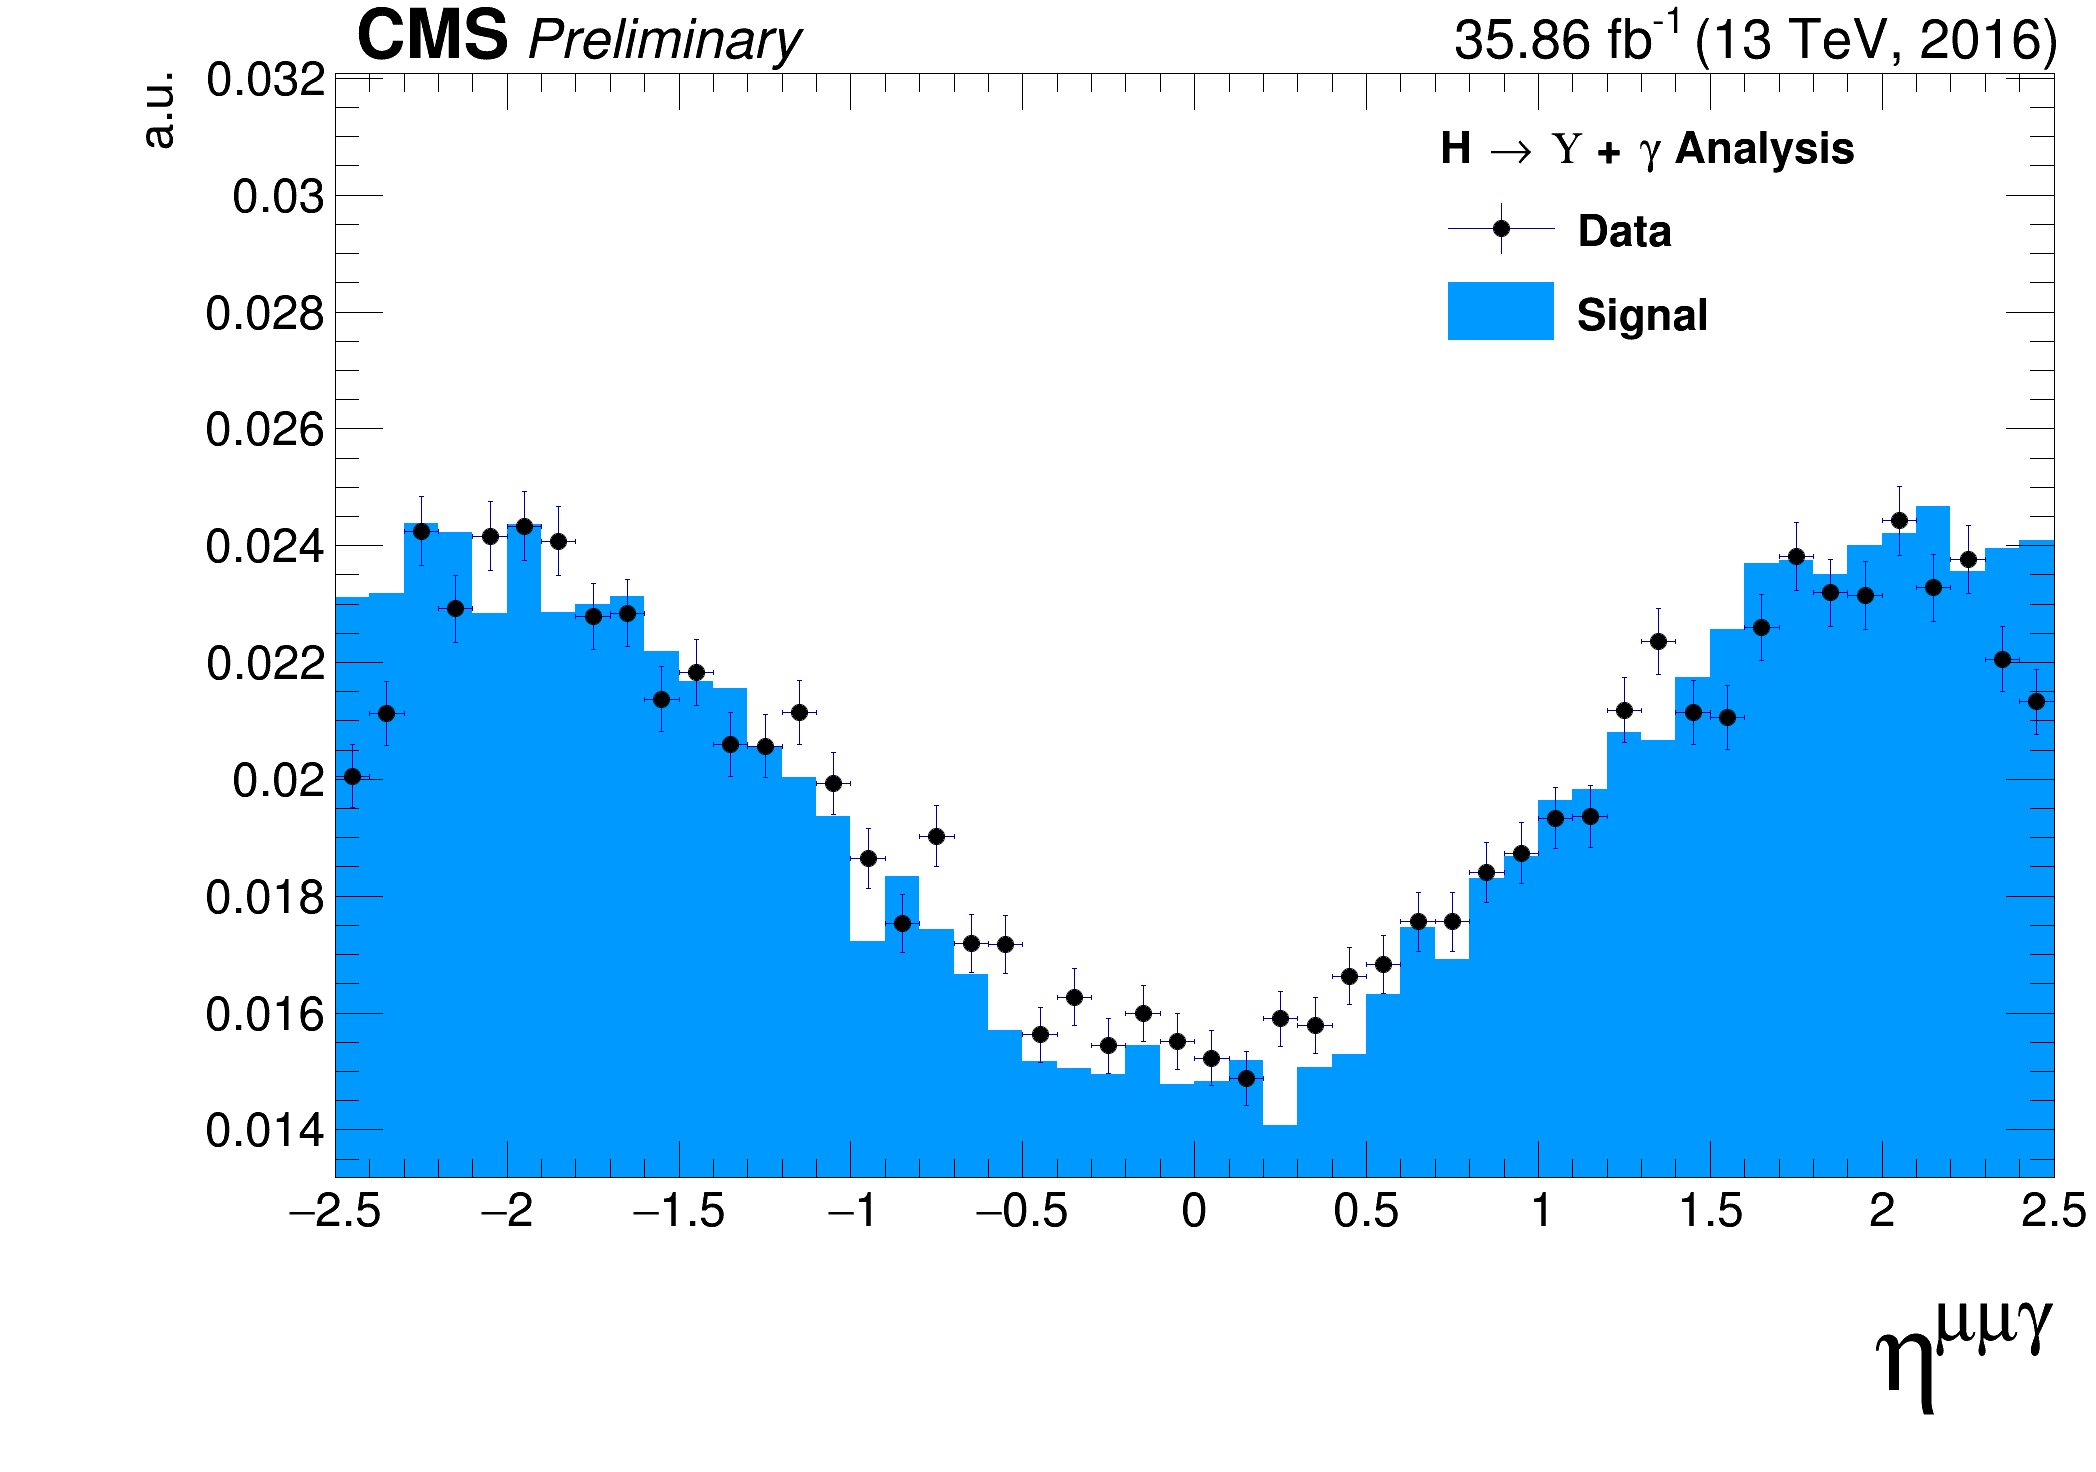 CMS Preliminary 35.86 fb⁻¹ (13 TeV, 2016)
a.u.
0.032
0.03
0.028
0.026
0.024
0.022
0.02
0.018
0.016
0.014
H → ϒ + γ Analysis
Data
Signal
−2.5 −2 −1.5 −1 −0.5 0 0.5 1 1.5 2 2.5
η^μμγ